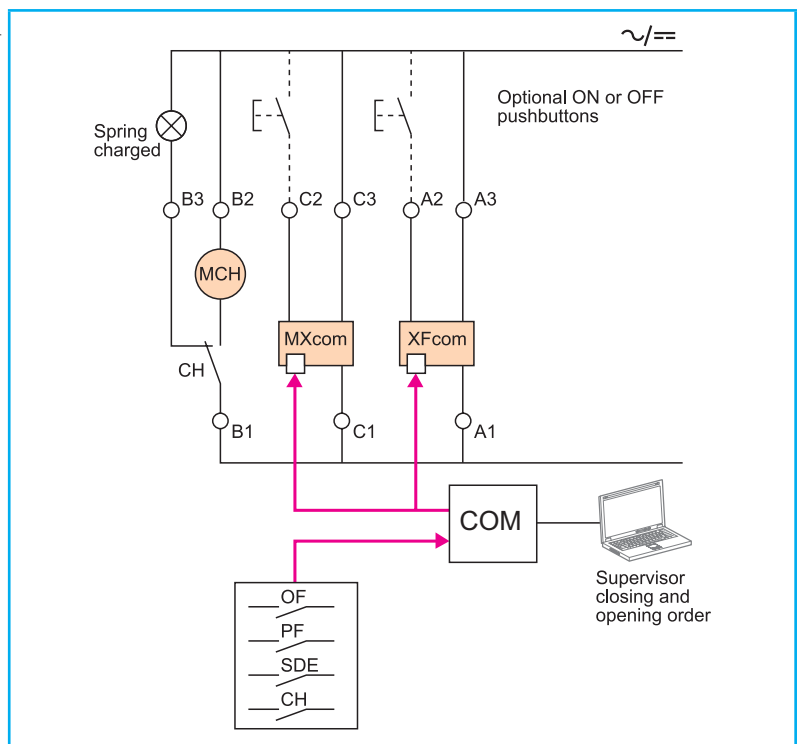 ∼/⎓
Optional ON or OFF
pushbuttons
Spring
charged
B3
B2
C2
C3
A2
A3
MCH
MXcom
XFcom
CH
B1
C1
A1
COM
Supervisor
closing and
opening order
OF
PF
SDE
CH